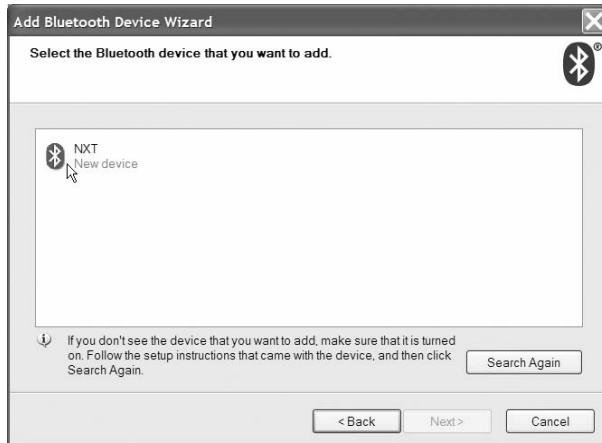 Add Bluetooth Device Wizard
Select the Bluetooth device that you want to add.
®
NXT
New device
If you don't see the device that you want to add, make sure that it is turned
on. Follow the setup instructions that came with the device, and then click
Search Again.
Search Again
< Back
Next >
Cancel